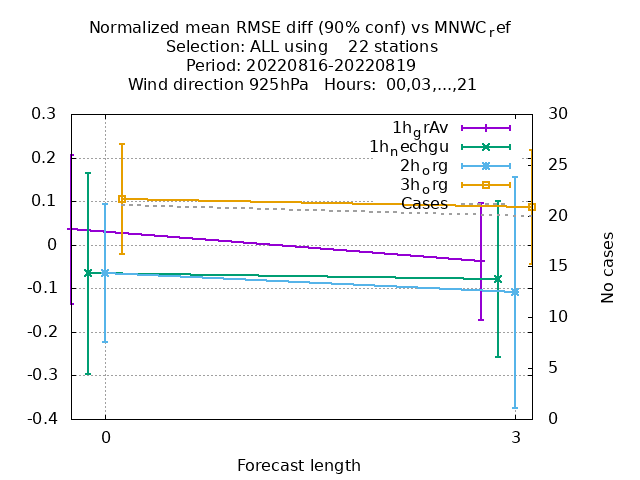 Normalized mean RMSE diff (90% conf) vs MNWC_ref
Selection: ALL using    22 stations
Period: 20220816-20220819
Wind direction 925hPa   Hours:  00,03,...,21
0.3
0.2
0.1
0
-0.1
-0.2
-0.3
-0.4
30
25
20
15
10
5
0
1h_grAv
1h_nechgu
2h_org
3h_org
Cases
No cases
0
3
Forecast length